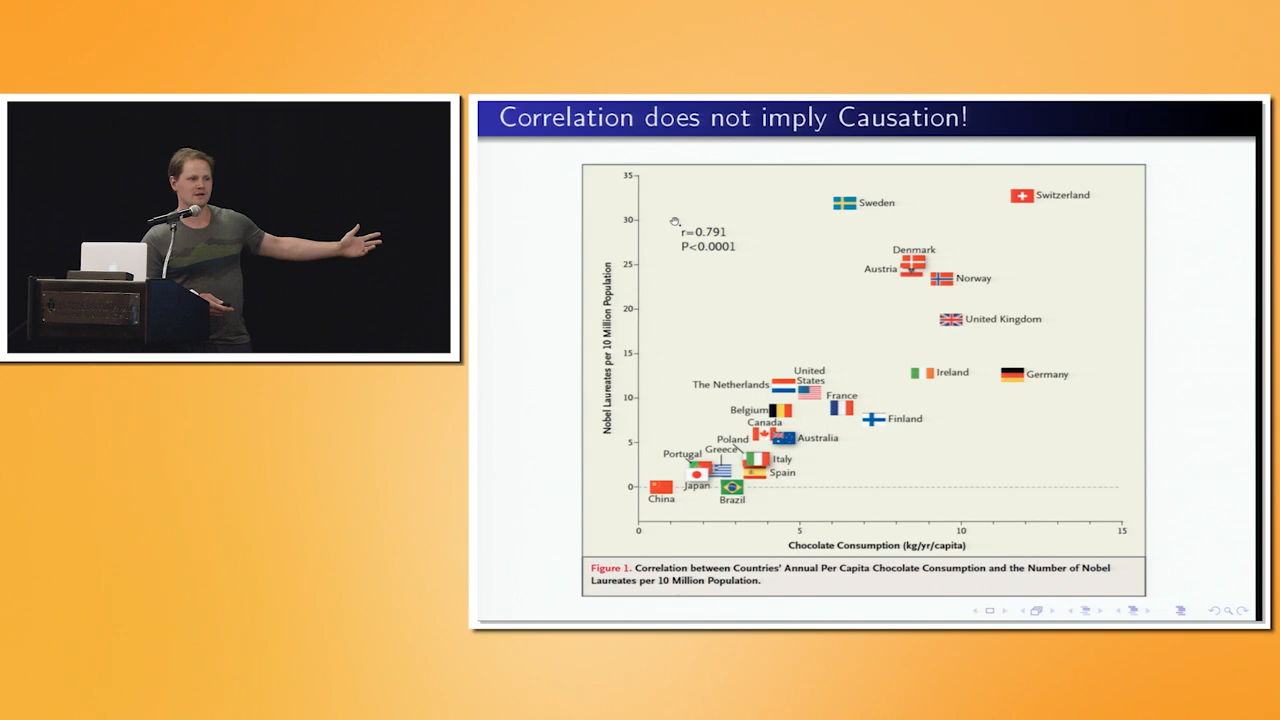 Correlation does not imply Causation!
35
30
25
20
15
10
5
0
Nobel Laureates per 10 Million Population
r=0.791
P<0.0001
Sweden
Switzerland
Denmark
Austria
Norway
United Kingdom
Ireland
Germany
The Netherlands
United
States
France
Belgium
Finland
Canada
Australia
Poland
Greece
Portugal
Italy
Spain
Japan
China
Brazil
0
5
10
15
Chocolate Consumption (kg/yr/capita)
Figure 1. Correlation between Countries' Annual Per Capita Chocolate Consumption and the Number of Nobel
Laureates per 10 Million Population.